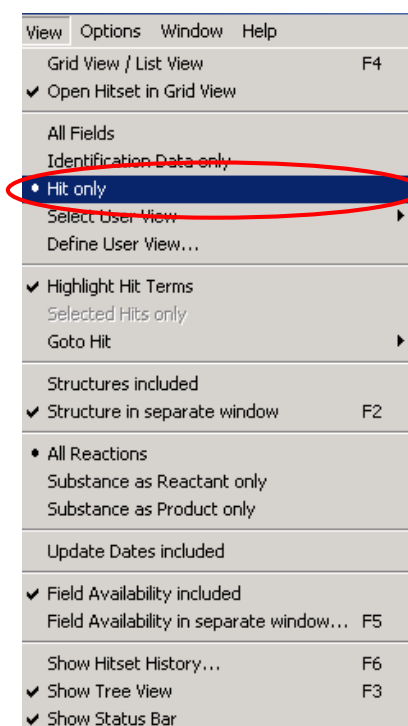 View Options Window Help
Grid View / List View F4
Open Hitset in Grid View
All Fields
Identification Data only
Hit only
Select User View
Define User View...
Highlight Hit Terms
Selected Hits only
Goto Hit
Structures included
Structure in separate window F2
All Reactions
Substance as Reactant only
Substance as Product only
Update Dates included
Field Availability included
Field Availability in separate window... F5
Show Hitset History... F6
Show Tree View F3
Show Status Bar